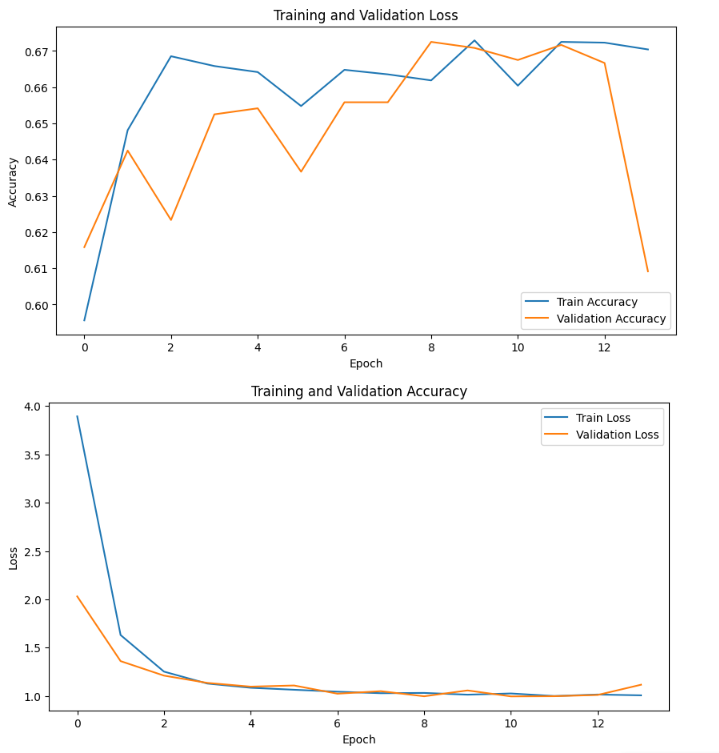 Training and Validation Loss
0.67
0.66
0.65
0.64
0.63
0.62
0.61
0.60
Accuracy
Train Accuracy
Validation Accuracy
0 2 4 6 8 10 12
Epoch
Training and Validation Accuracy
4.0
3.5
3.0
2.5
2.0
1.5
1.0
Loss
Train Loss
Validation Loss
0 2 4 6 8 10 12
Epoch